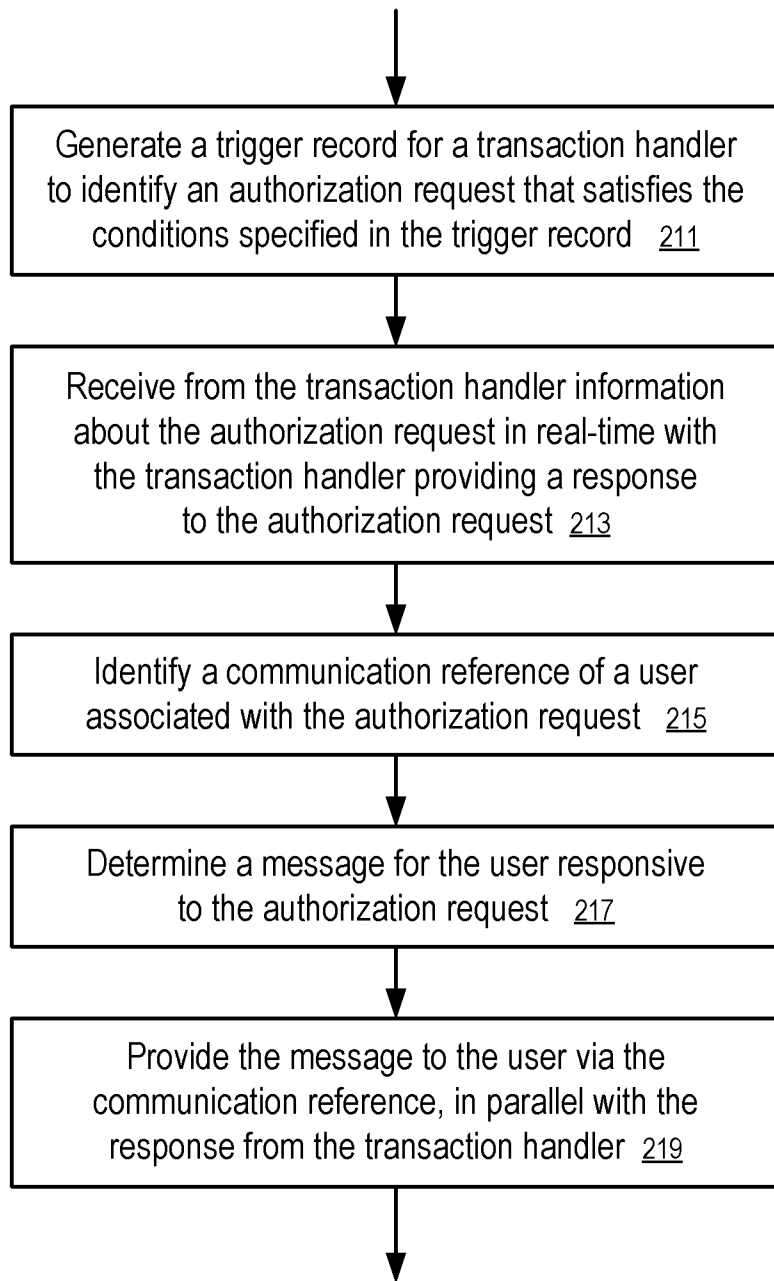 Generate a trigger record for a transaction handler
to identify an authorization request that satisfies the
conditions specified in the trigger record 211
Receive from the transaction handler information
about the authorization request in real-time with
the transaction handler providing a response
to the authorization request 213
Identify a communication reference of a user
associated with the authorization request 215
Determine a message for the user responsive
to the authorization request 217
Provide the message to the user via the
communication reference, in parallel with the
response from the transaction handler 219